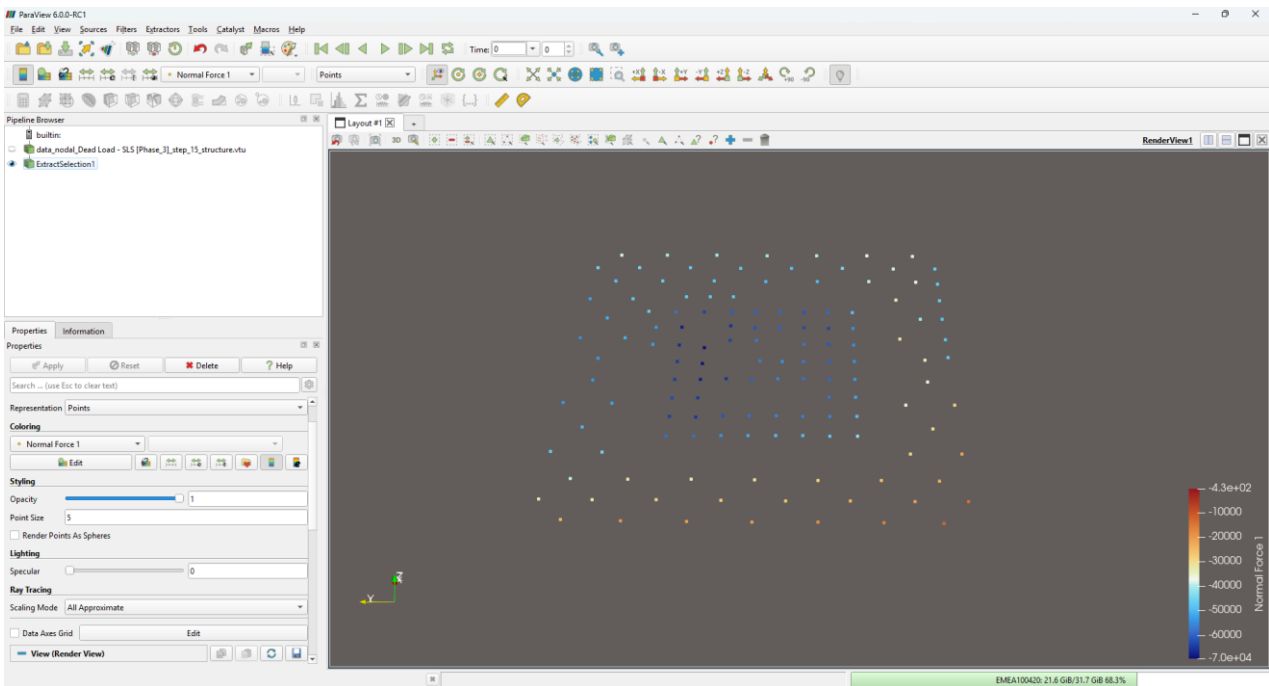 ParaView 6.0.0-RC1
File Edit View Sources Filters Extractors Tools Catalyst Macros Help
Time: 0 0
Normal Force 1 Points
Pipeline Browser
Layout #1
builtin:
3D
RenderView1
data_nodal_Dead Load - SLS [Phase_3]_step_15_structure.vtu
ExtractSelection1
Properties Information
Properties
Apply Reset Delete ? Help
Search ... (use Esc to clear text)
Representation Points
Coloring
Normal Force 1
Edit
Styling
Opacity 1
Point Size 5
Render Points As Spheres
Lighting
Specular 0
Ray Tracing
Scaling Mode All Approximate
Data Axes Grid Edit
View (Render View)
Z
Y
-4.3e+02
-10000
-20000
-30000
-40000
-50000
-60000
-7.0e+04
Normal Force 1
EMEA100420: 21.6 GiB/31.7 GiB 68.3%